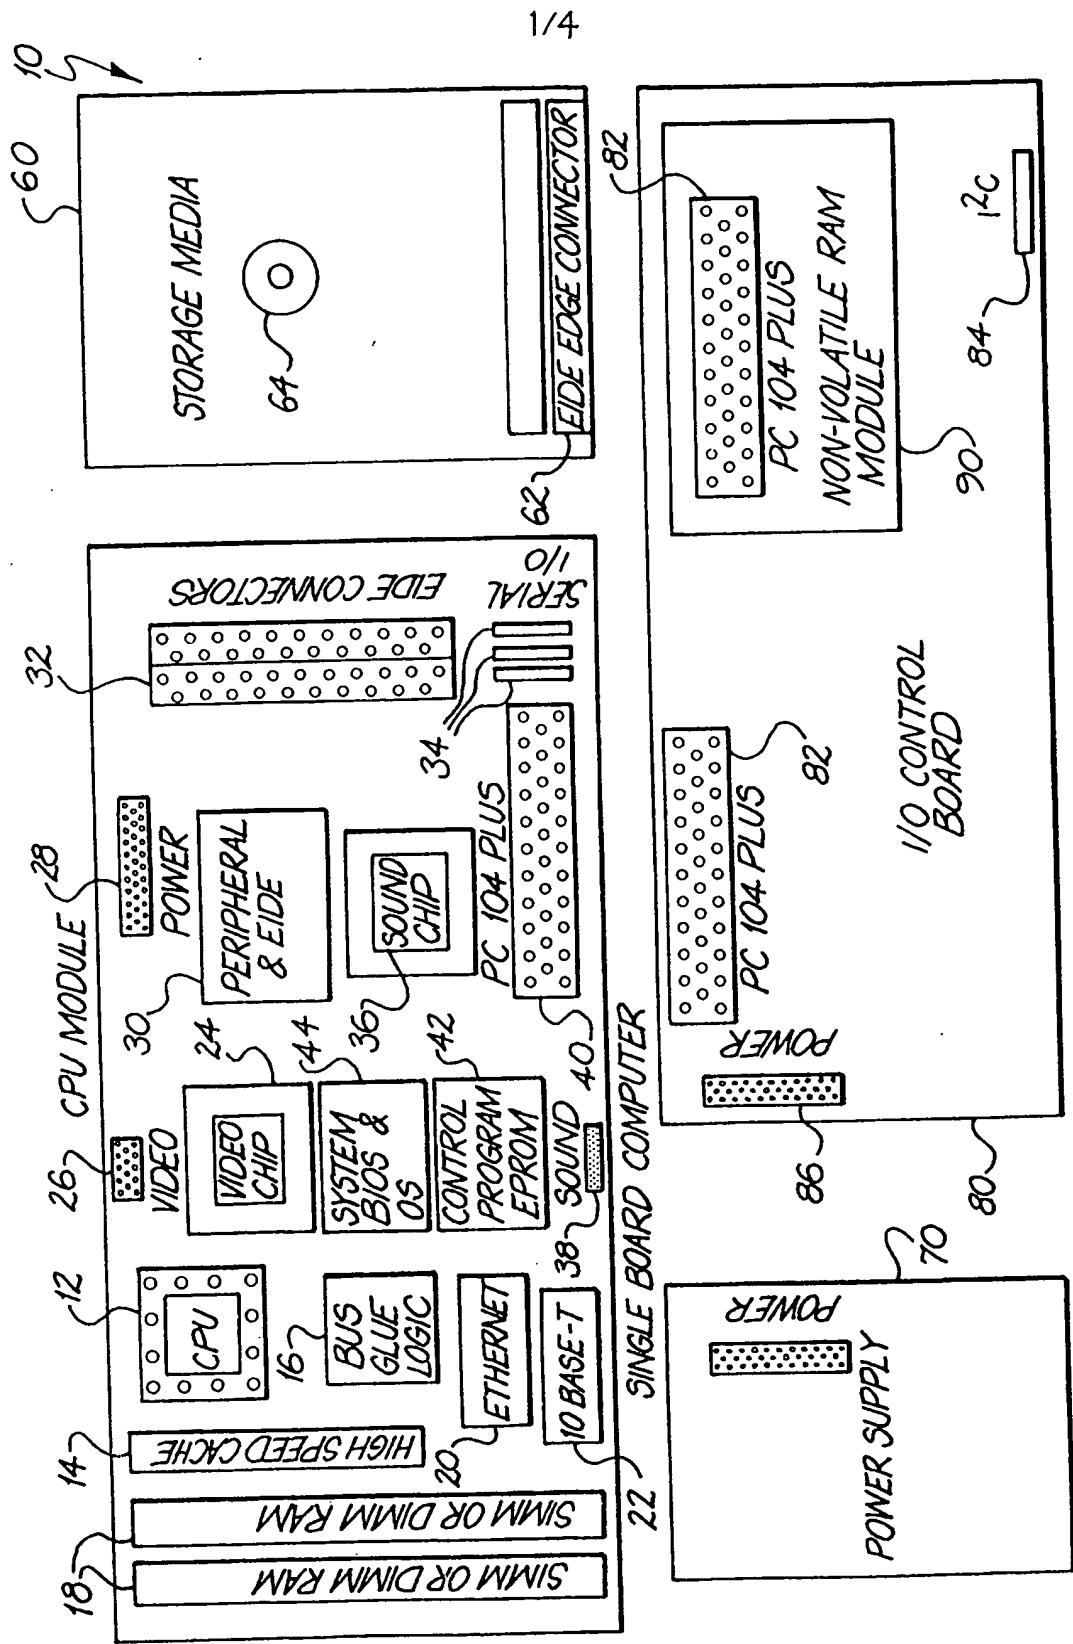 1/4
10
CPU MODULE
18
14
12
26
28
32
60
SIMM OR DIMM RAM
SIMM OR DIMM RAM
HIGH SPEED CACHE
CPU
VIDEO
POWER
EIDE CONNECTORS
STORAGE MEDIA
16
BUS
GLUE
LOGIC
24
VIDEO
CHIP
30
PERIPHERAL
& EIDE
64
44
SYSTEM
BIOS &
OS
36
SOUND
CHIP
34
SERIAL
I/O
20
ETHERNET
42
CONTROL
PROGRAM
EPROM
PC 104 PLUS
62
EIDE EDGE CONNECTOR
22
10 BASE-T
38
SOUND
40
SINGLE BOARD COMPUTER
70
POWER
POWER SUPPLY
86
80
POWER
PC 104 PLUS
82
I/O CONTROL
BOARD
82
PC 104 PLUS
NON-VOLATILE RAM
MODULE
90
84
I²C